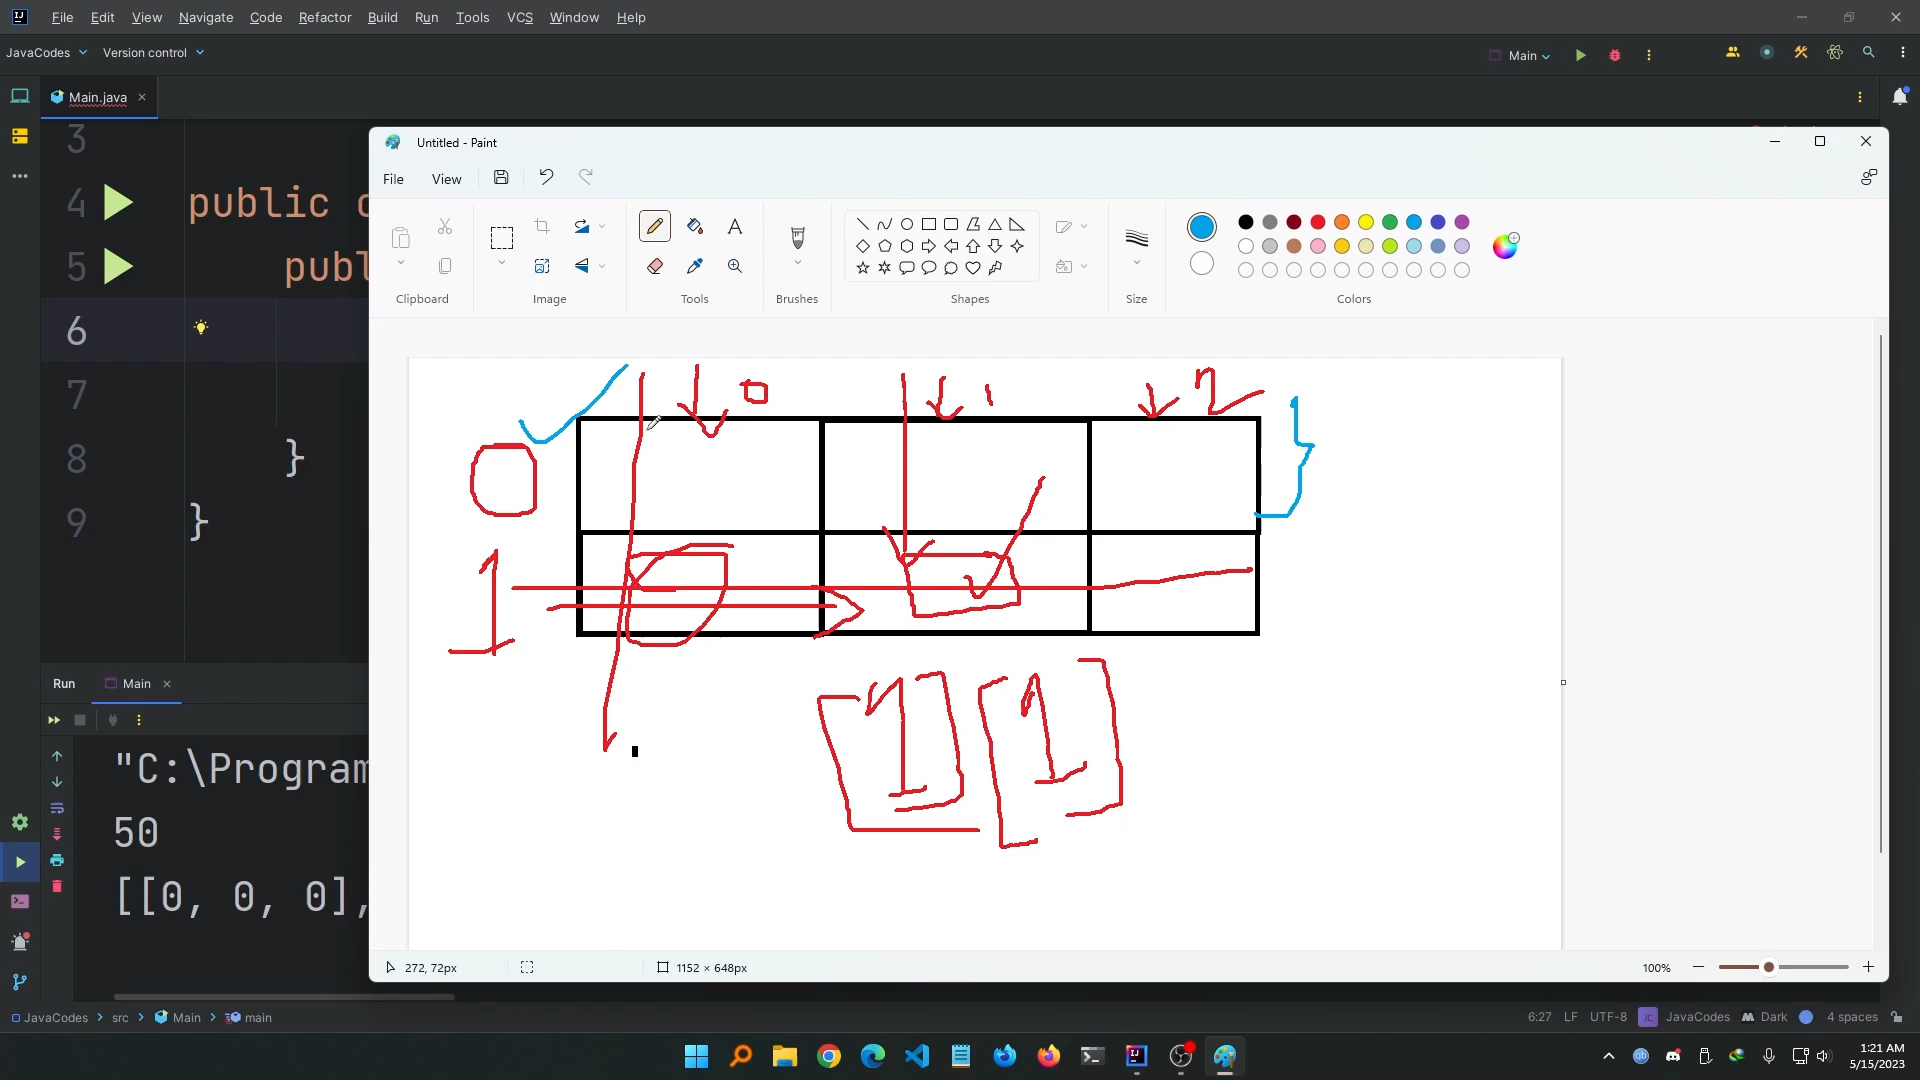 File Edit View Navigate Code Refactor Build Run Tools VCS Window Help
JavaCodes Version control Main
Main.java
3
4 public c
5 publ
6
7
8 }
9 }
Untitled - Paint
File View
Clipboard Image Tools Brushes Shapes Size Colors
0 1 2
0
1
[1][1]
272, 72px 1152 × 648px 100%
Run Main
"C:\Program
50
[[0, 0, 0],
JavaCodes > src > Main > main 6:27 LF UTF-8 JC JavaCodes M Dark 4 spaces
1:21 AM
5/15/2023